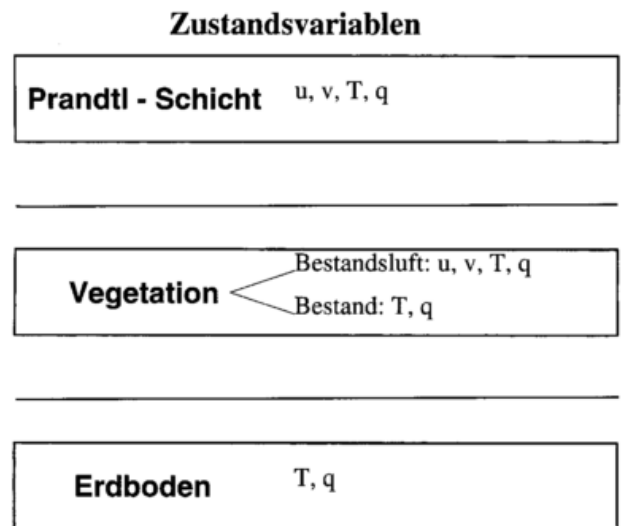 Zustandsvariablen
Prandtl - Schicht u, v, T, q
Bestandsluft: u, v, T, q
Vegetation
Bestand: T, q
Erdboden T, q